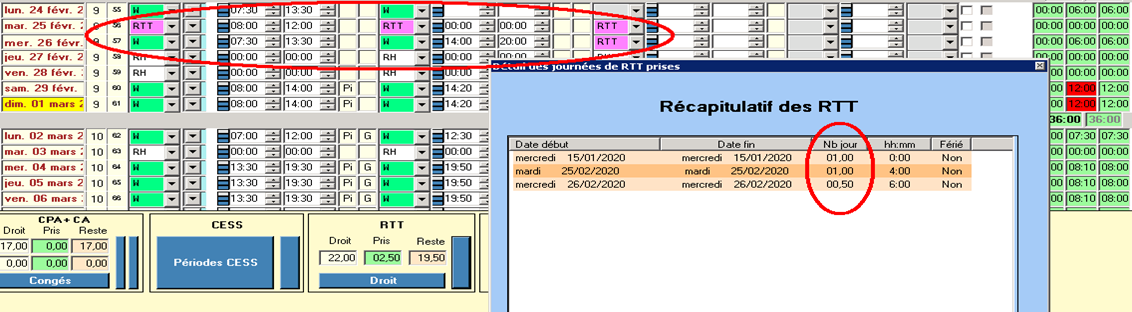 lun. 24 févr. 2 9 55 W 07:30 13:30 W 00:00 06:00 06:00
mar. 25 févr. 9 56 RTT 08:00 12:00 RTT 00:00 00:00 RTT 00:00 06:00 06:00
mer. 26 févr. 9 57 W 07:30 13:30 W 14:00 20:00 RTT 00:00 06:00 06:00
jeu. 27 févr. 2 9 58 RH 00:00 00:00 RH 00:00 00:00 00:00 00:00
ven. 28 févr. 2 9 59 RH 00:00 00:00 RH 00:00 00:00 00:00
sam. 29 févr. 9 60 W 08:00 14:00 Pi W 14:20 12:00 12:00
dim. 01 mars 2 9 61 W 08:00 14:00 Pi W 14:20 12:00 12:00
36:00 36:00
lun. 02 mars 2 10 62 W 07:00 12:00 Pi G W 12:30 07:30 07:30
mar. 03 mars 2 10 63 RH 00:00 00:00 RH 00:00 00:00 00:00
mer. 04 mars 10 64 W 13:30 19:30 Pi G W 19:50 08:10 08:10
jeu. 05 mars 2 10 65 W 13:30 19:30 Pi G W 19:50 08:10 08:10
ven. 06 mars 2 10 66 W 13:30 19:30 Pi G W 19:50 08:10 08:10
Détail des journées de RTT prises
Récapitulatif des RTT
Date début Date fin Nb jour hh:mm Férié
mercredi 15/01/2020 mercredi 15/01/2020 01,00 0:00 Non
mardi 25/02/2020 mardi 25/02/2020 01,00 4:00 Non
mercredi 26/02/2020 mercredi 26/02/2020 00,50 6:00 Non
CPA+ CA
Droit Pris Reste
17,00 0,00 17,00
0,00 0,00 0,00
Congés
CESS
Périodes CESS
RTT
Droit Pris Reste
22,00 02,50 19,50
Droit